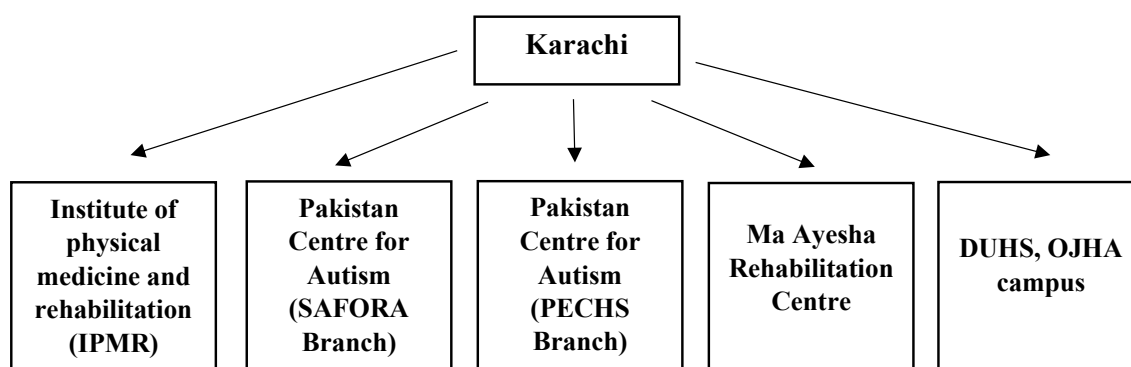 Karachi
Institute of
physical
medicine and
rehabilitation
(IPMR)
Pakistan
Centre for
Autism
(SAFORA
Branch)
Pakistan
Centre for
Autism
(PECHS
Branch)
Ma Ayesha
Rehabilitation
Centre
DUHS, OJHA
campus